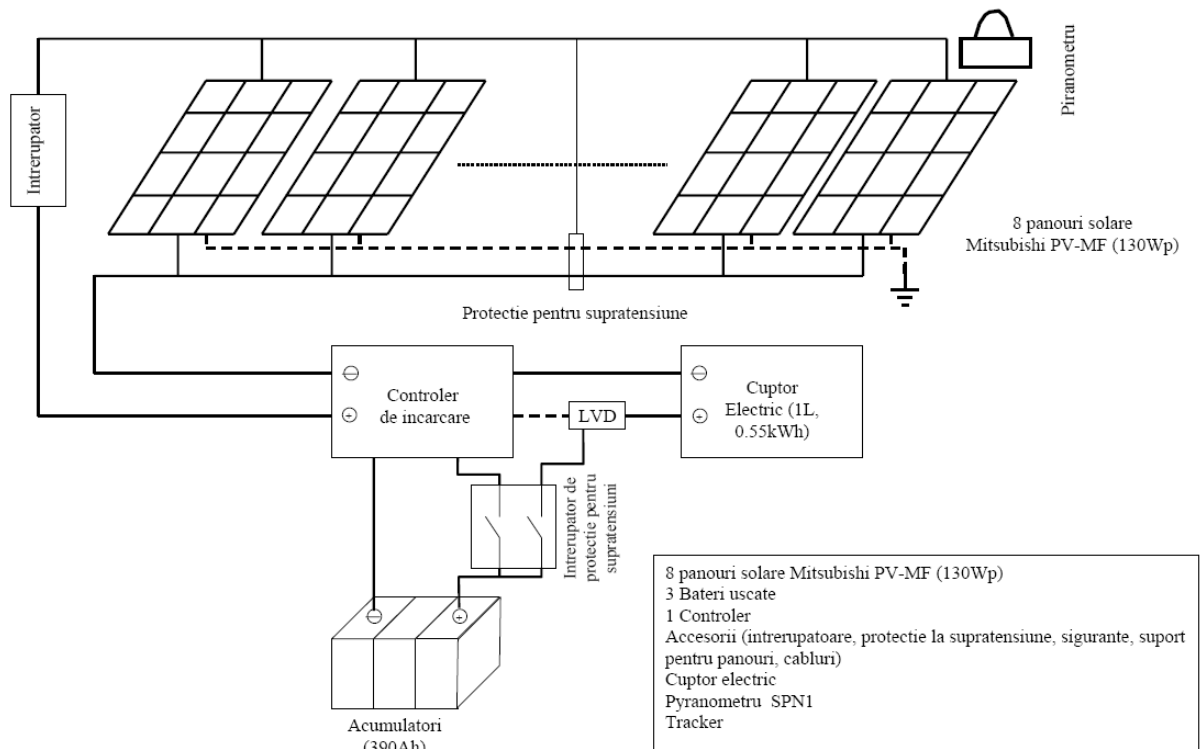 Piranometru
Intrerupator
8 panouri solare
Mitsubishi PV-MF (130Wp)
Protectie pentru supratensiune
Controler
de incarcare
LVD
Cuptor
Electric (1L,
0.55kWh)
Intrerupator de
protectie pentru
supratensiuni
Acumulatori
(390Ah)
8 panouri solare Mitsubishi PV-MF (130Wp)
3 Bateri uscate
1 Controler
Accesorii (intrerupatoare, protectie la supratensiune, sigurante, suport
pentru panouri, cabluri)
Cuptor electric
Pyranometru SPN1
Tracker